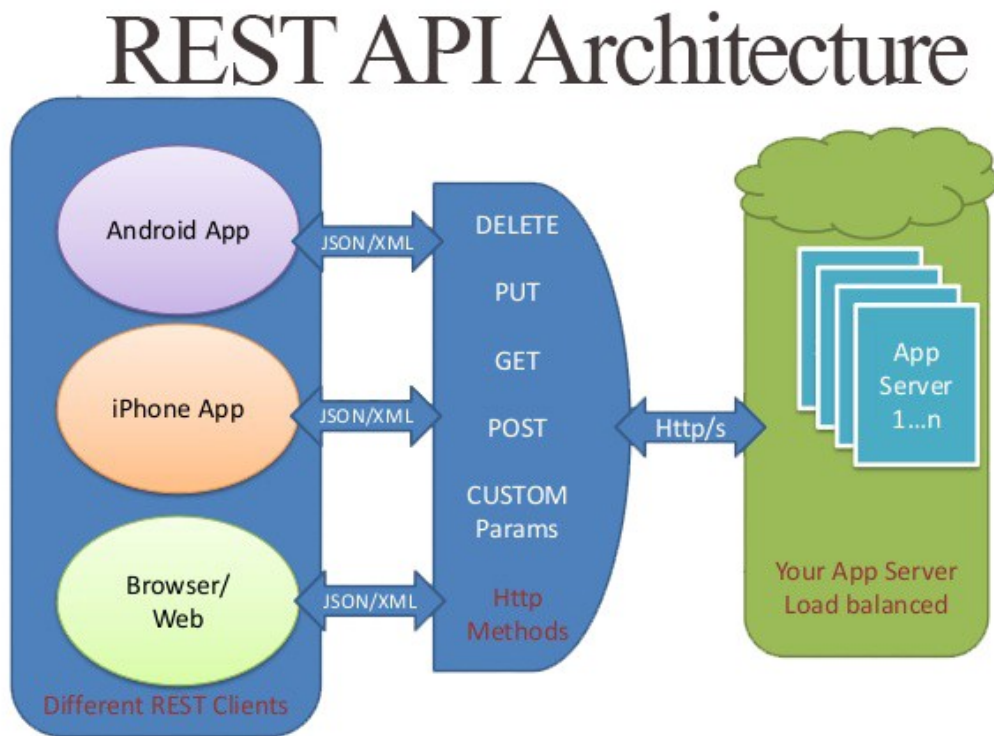 REST API Architecture
Android App
iPhone App
Browser/
Web
Different REST Clients
JSON/XML
JSON/XML
JSON/XML
DELETE
PUT
GET
POST
CUSTOM
Params
Http
Methods
Http/s
App
Server
1...n
Your App Server
Load balanced